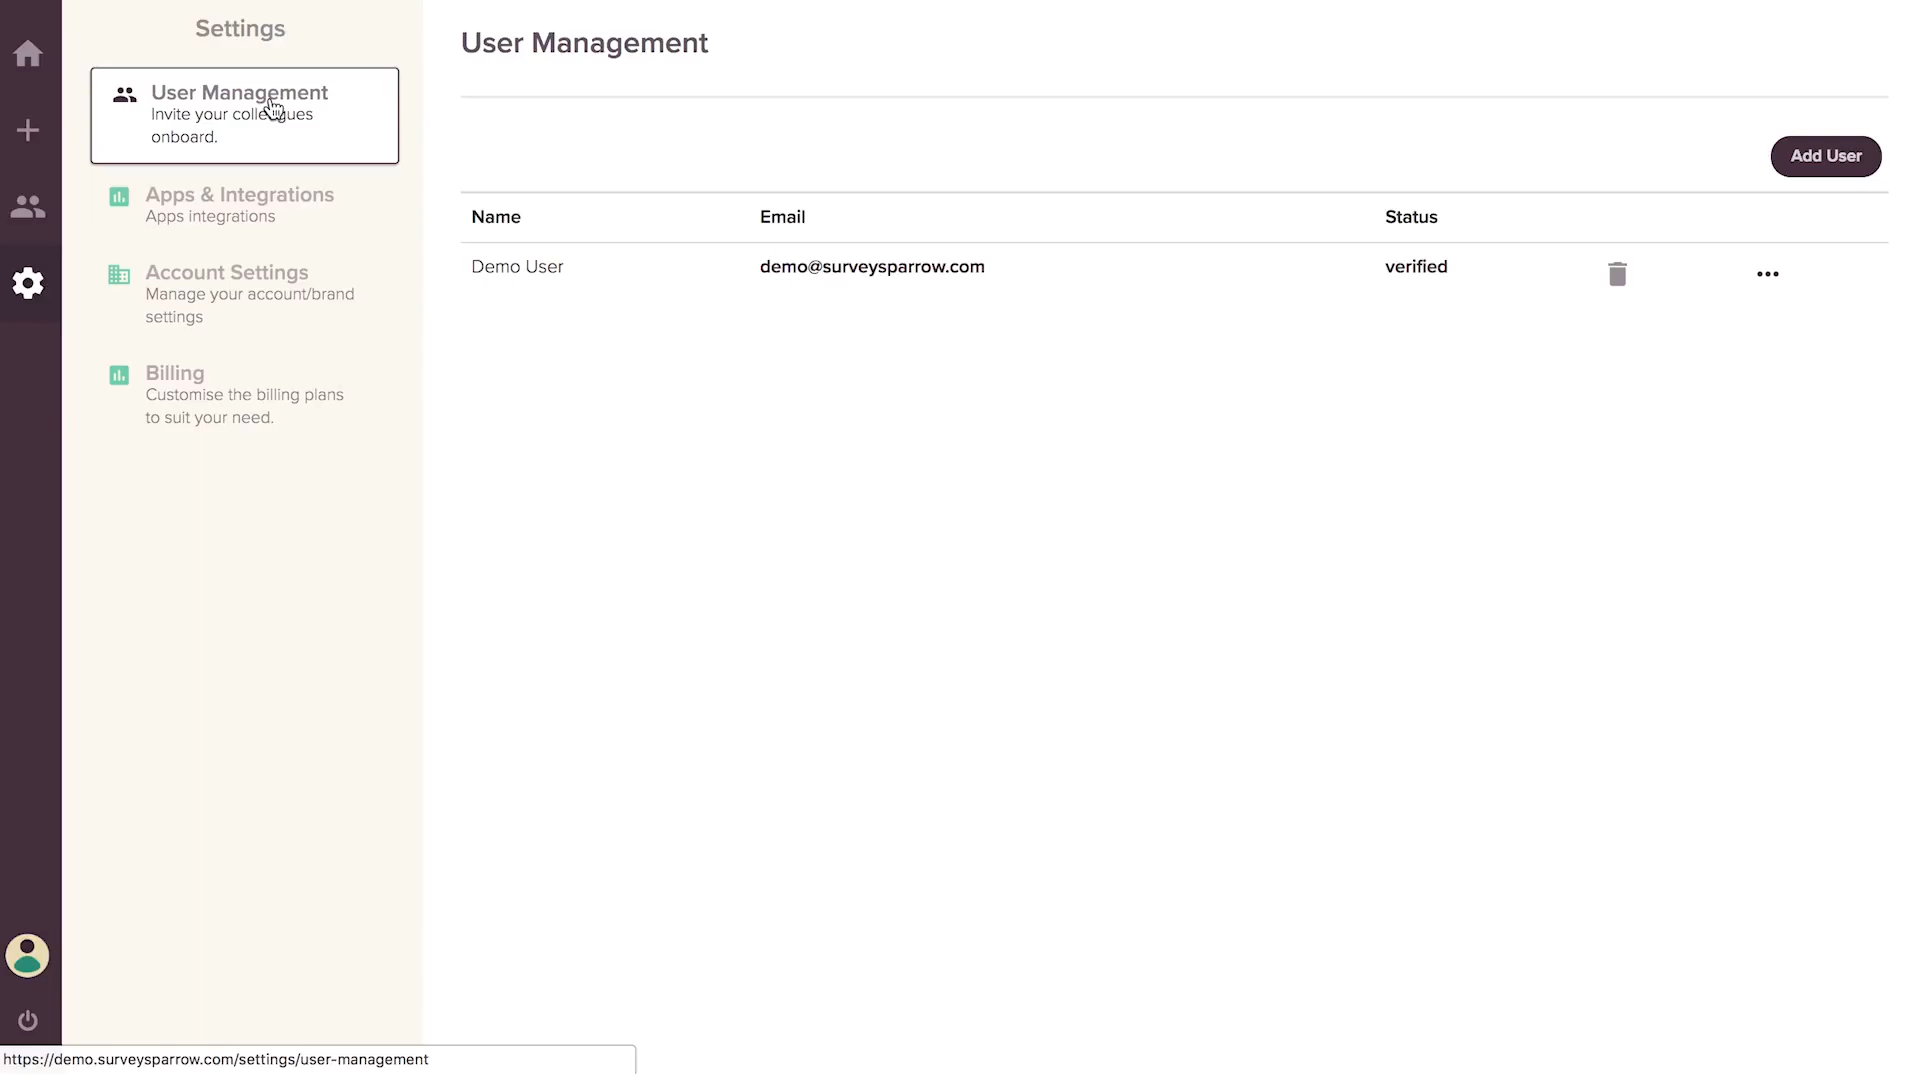 Settings
User Management
Invite your colleagues
onboard.
Apps & Integrations
Apps integrations
Account Settings
Manage your account/brand
settings
Billing
Customise the billing plans
to suit your need.
User Management
Add User
Name Email Status
Demo User demo@surveysparrow.com verified
https://demo.surveysparrow.com/settings/user-management